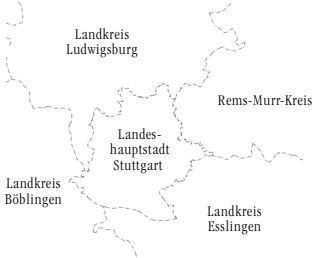 Landkreis
Ludwigsburg
Rems-Murr-Kreis
Landes-
hauptstadt
Stuttgart
Landkreis
Böblingen
Landkreis
Esslingen